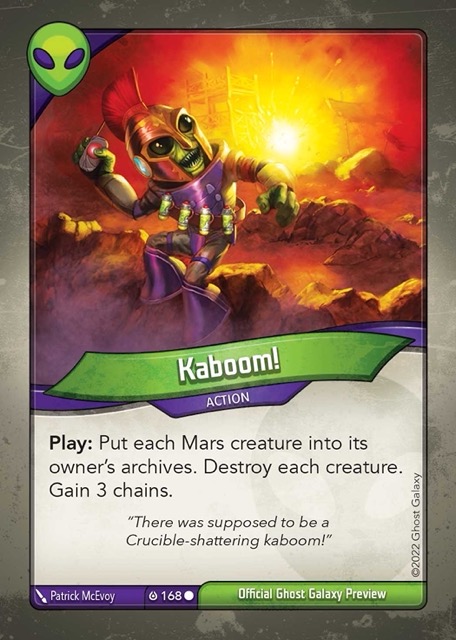 Kaboom!
ACTION
Play: Put each Mars creature into its
owner's archives. Destroy each creature.
Gain 3 chains.
“There was supposed to be a
Crucible-shattering kaboom!”
©2022 Ghost Galaxy
Patrick McEvoy
168
Official Ghost Galaxy Preview